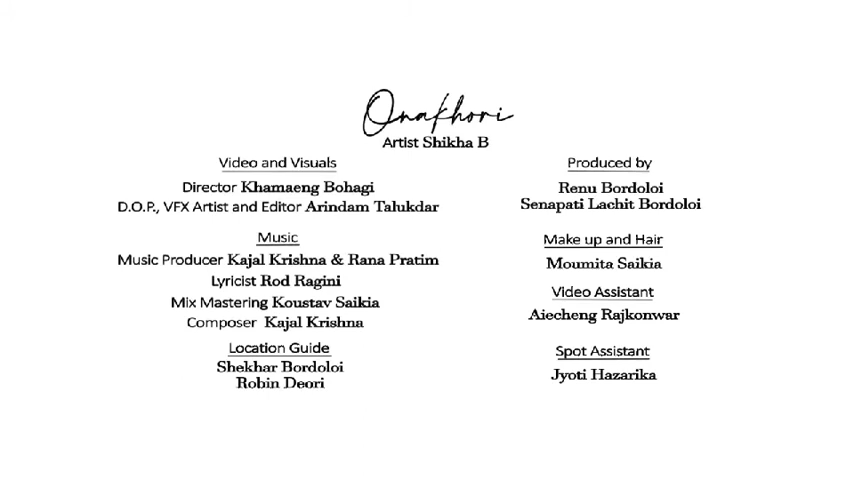 Onakhori
Artist Shikha B
Video and Visuals
Director Khamaeng Bohagi
D.O.P., VFX Artist and Editor Arindam Talukdar
Music
Music Producer Kajal Krishna & Rana Pratim
Lyricist Rod Ragini
Mix Mastering Koustav Saikia
Composer Kajal Krishna
Location Guide
Shekhar Bordoloi
Robin Deori
Produced by
Renu Bordoloi
Senapati Lachit Bordoloi
Make up and Hair
Moumita Saikia
Video Assistant
Aiecheng Rajkonwar
Spot Assistant
Jyoti Hazarika